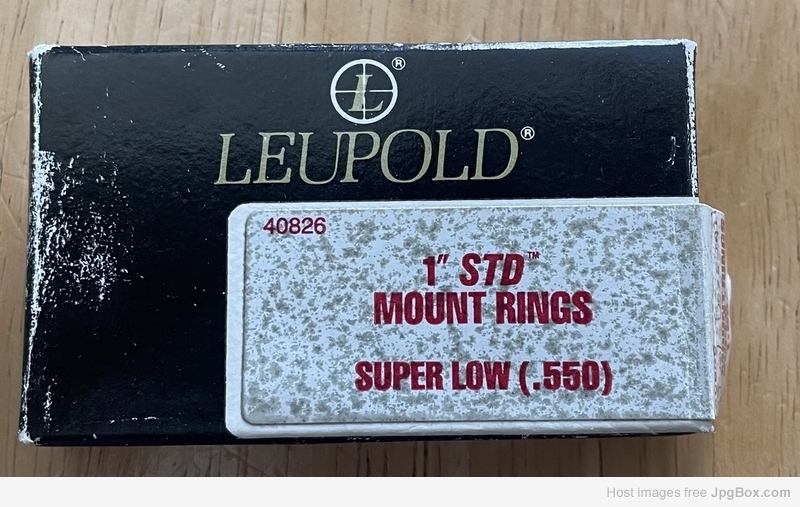 L®
LEUPOLD®
40826
1" STD™
MOUNT RINGS
SUPER LOW (.550)
Host images free JpgBox.com